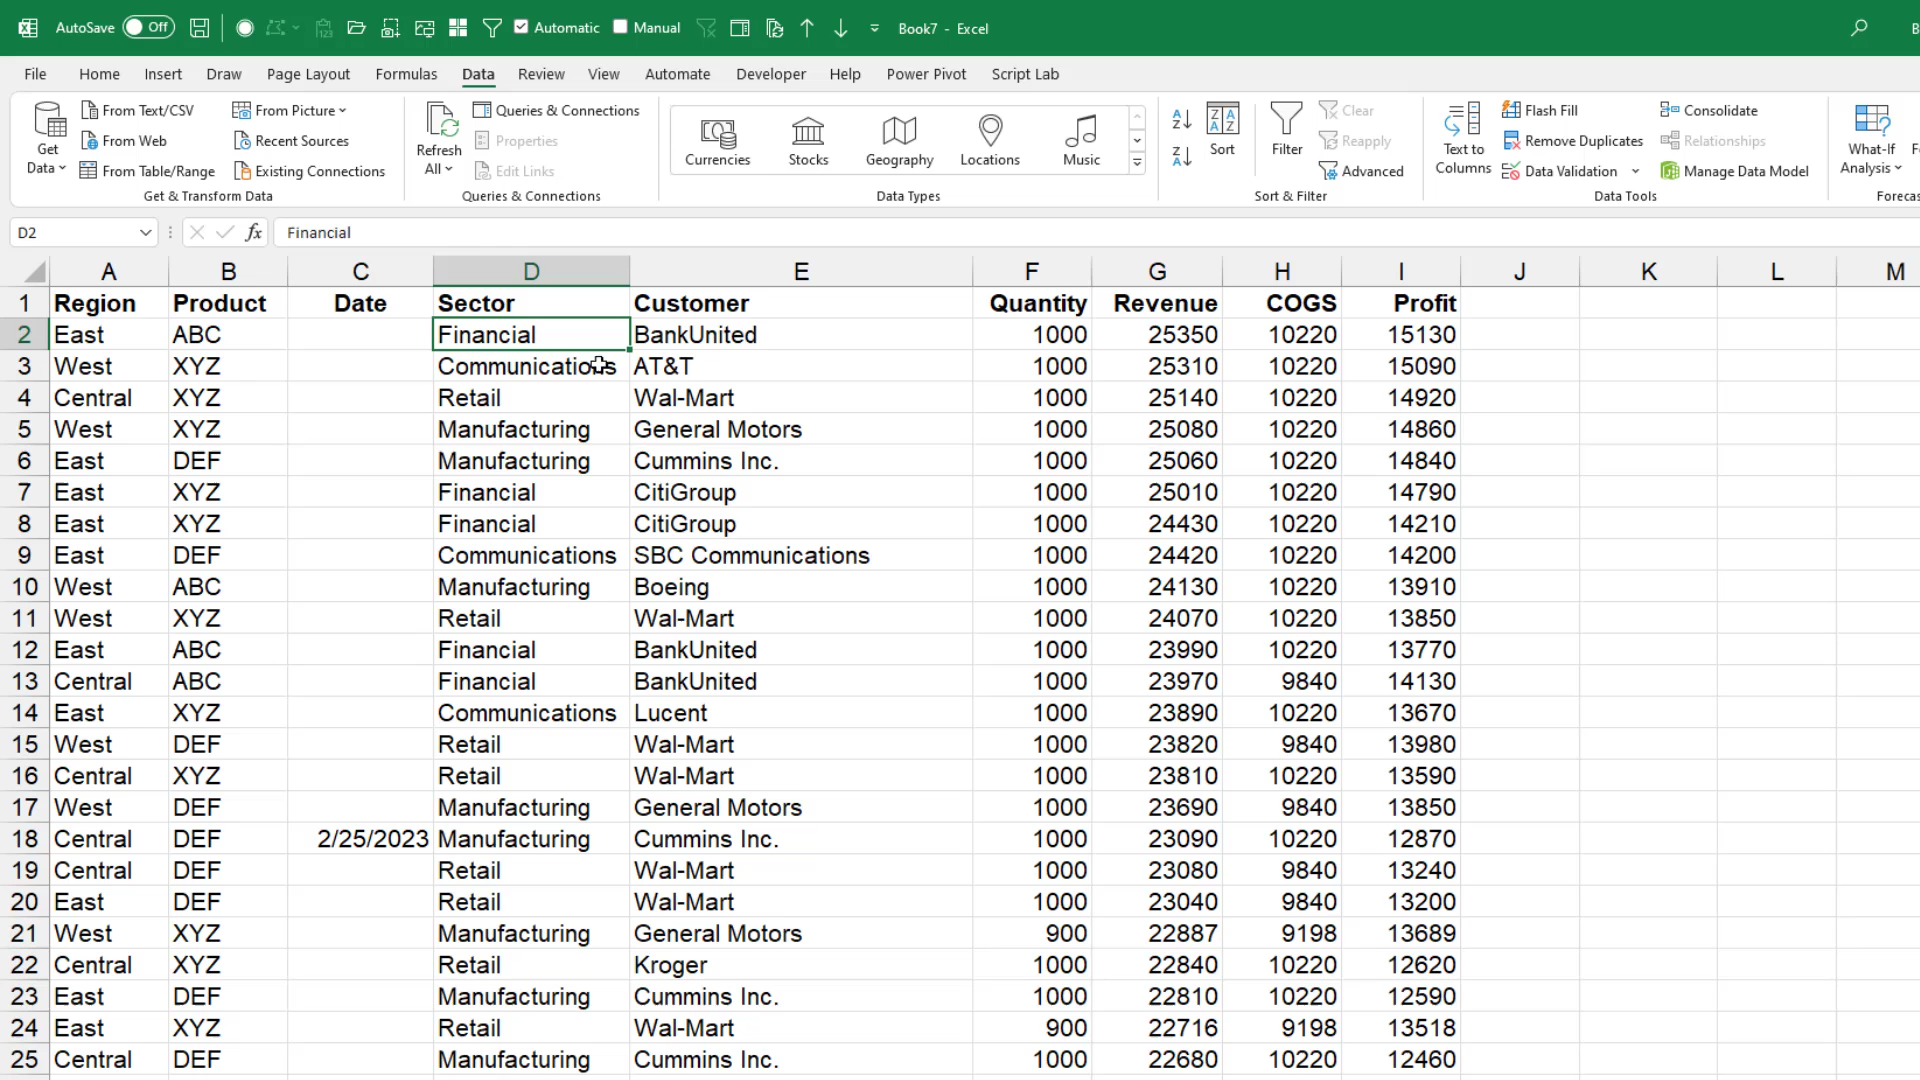 AutoSave Off Automatic Manual Book7 - Excel B
File Home Insert Draw Page Layout Formulas Data Review View Automate Developer Help Power Pivot Script Lab
Get Data
From Text/CSV
From Web
From Table/Range
From Picture
Recent Sources
Existing Connections
Get & Transform Data
Refresh All
Queries & Connections
Properties
Edit Links
Queries & Connections
Currencies Stocks Geography Locations Music
Data Types
Sort
Filter
Clear
Reapply
Advanced
Sort & Filter
Text to Columns
Flash Fill
Remove Duplicates
Data Validation
Consolidate
Relationships
Manage Data Model
Data Tools
What-If Analysis
Forecas
D2 fx Financial
A B C D E F G H I J K L M
1 Region Product Date Sector Customer Quantity Revenue COGS Profit
2 East ABC Financial BankUnited 1000 25350 10220 15130
3 West XYZ Communications AT&T 1000 25310 10220 15090
4 Central XYZ Retail Wal-Mart 1000 25140 10220 14920
5 West XYZ Manufacturing General Motors 1000 25080 10220 14860
6 East DEF Manufacturing Cummins Inc. 1000 25060 10220 14840
7 East XYZ Financial CitiGroup 1000 25010 10220 14790
8 East XYZ Financial CitiGroup 1000 24430 10220 14210
9 East DEF Communications SBC Communications 1000 24420 10220 14200
10 West ABC Manufacturing Boeing 1000 24130 10220 13910
11 West XYZ Retail Wal-Mart 1000 24070 10220 13850
12 East ABC Financial BankUnited 1000 23990 10220 13770
13 Central ABC Financial BankUnited 1000 23970 9840 14130
14 East XYZ Communications Lucent 1000 23890 10220 13670
15 West DEF Retail Wal-Mart 1000 23820 9840 13980
16 Central XYZ Retail Wal-Mart 1000 23810 10220 13590
17 West DEF Manufacturing General Motors 1000 23690 9840 13850
18 Central DEF 2/25/2023 Manufacturing Cummins Inc. 1000 23090 10220 12870
19 Central DEF Retail Wal-Mart 1000 23080 9840 13240
20 East DEF Retail Wal-Mart 1000 23040 9840 13200
21 West XYZ Manufacturing General Motors 900 22887 9198 13689
22 Central XYZ Retail Kroger 1000 22840 10220 12620
23 East DEF Manufacturing Cummins Inc. 1000 22810 10220 12590
24 East XYZ Retail Wal-Mart 900 22716 9198 13518
25 Central DEF Manufacturing Cummins Inc. 1000 22680 10220 12460